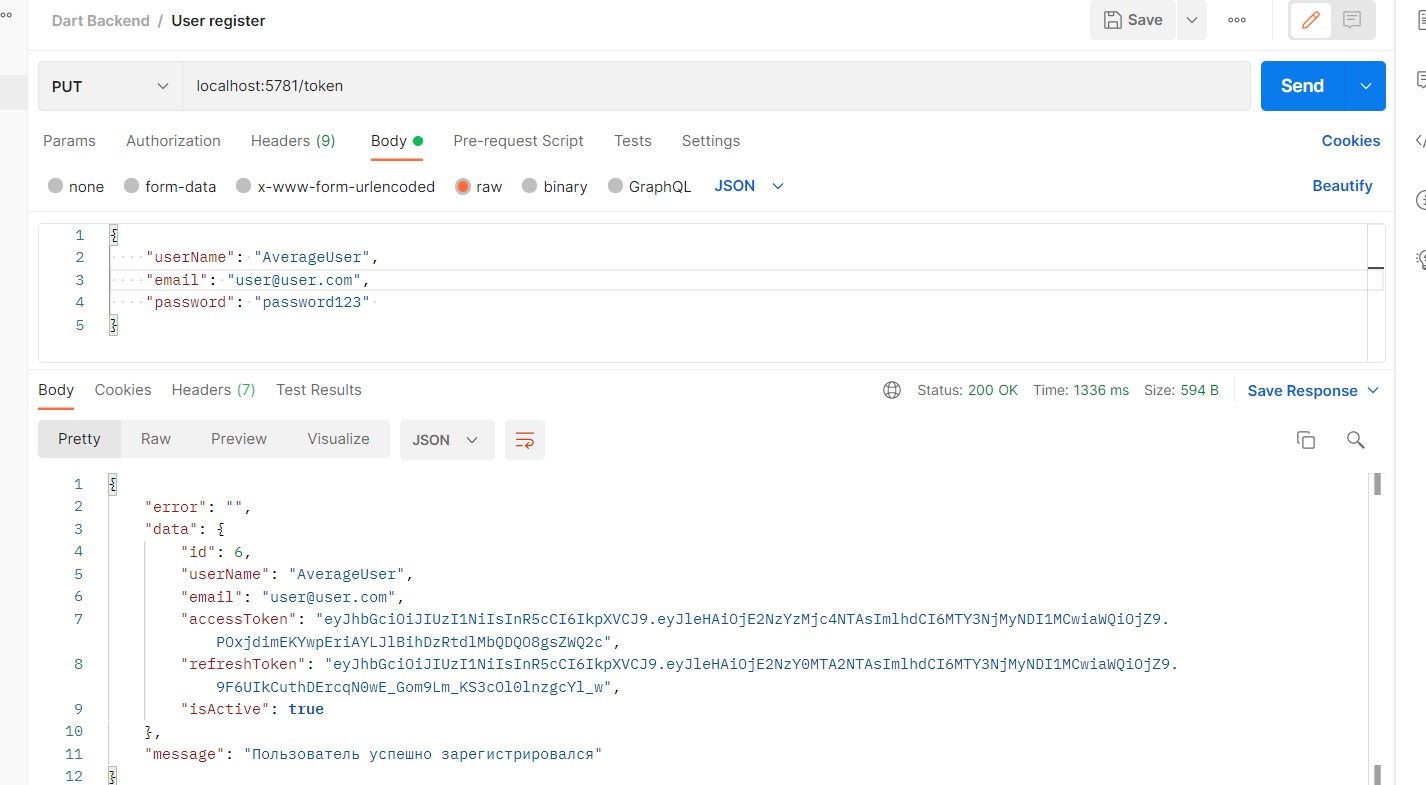 Dart Backend / User register
Save
PUT
localhost:5781/token
Send
Params Authorization Headers (9) Body Pre-request Script Tests Settings Cookies
none form-data x-www-form-urlencoded raw binary GraphQL JSON Beautify
1 {
2 "userName": "AverageUser",
3 "email": "user@user.com",
4 "password": "password123"
5 }
Body Cookies Headers (7) Test Results Status: 200 OK Time: 1336 ms Size: 594 B Save Response
Pretty Raw Preview Visualize JSON
1 {
2 "error": "",
3 "data": {
4 "id": 6,
5 "userName": "AverageUser",
6 "email": "user@user.com",
7 "accessToken": "eyJhbGciOiJIUzI1NiIsInR5cCI6IkpXVCJ9.eyJleHAiOjE2NzYzMjc4NTAsImlhdCI6MTY3NjMyNDI1MCwiaWQiOjZ9.
POxjdimEKYwpEriAYLJlBihDzRtdlMbQDQO8gsZWQ2c",
8 "refreshToken": "eyJhbGciOiJIUzI1NiIsInR5cCI6IkpXVCJ9.eyJleHAiOjE2NzY0MTA2NTAsImlhdCI6MTY3NjMyNDI1MCwiaWQiOjZ9.
9F6UIkCuthDErcqN0wE_Gom9Lm_KS3cOl0lnzgcYl_w",
9 "isActive": true
10 },
11 "message": "Пользователь успешно зарегистрировался"
12 }